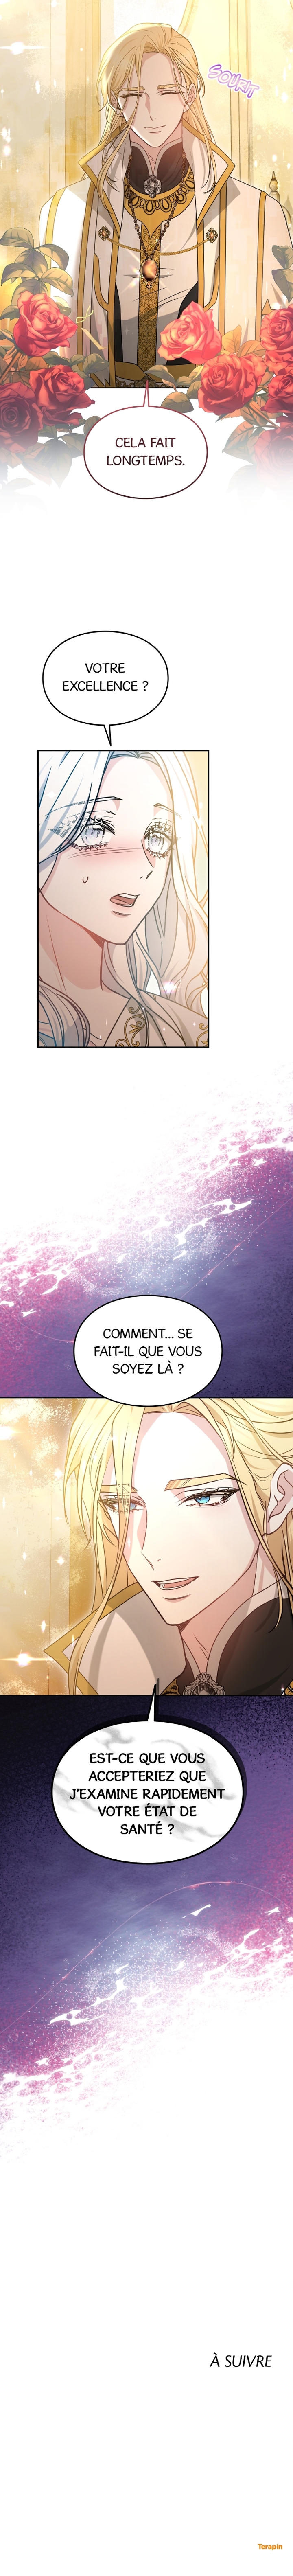 SOURIT
CELA FAIT
LONGTEMPS.
VOTRE
EXCELLENCE ?
COMMENT... SE
FAIT-IL QUE VOUS
SOYEZ LÀ ?
EST-CE QUE VOUS
ACCEPTERIEZ QUE
J'EXAMINE RAPIDEMENT
VOTRE ÉTAT DE
SANTÉ ?
À SUIVRE
Terapin